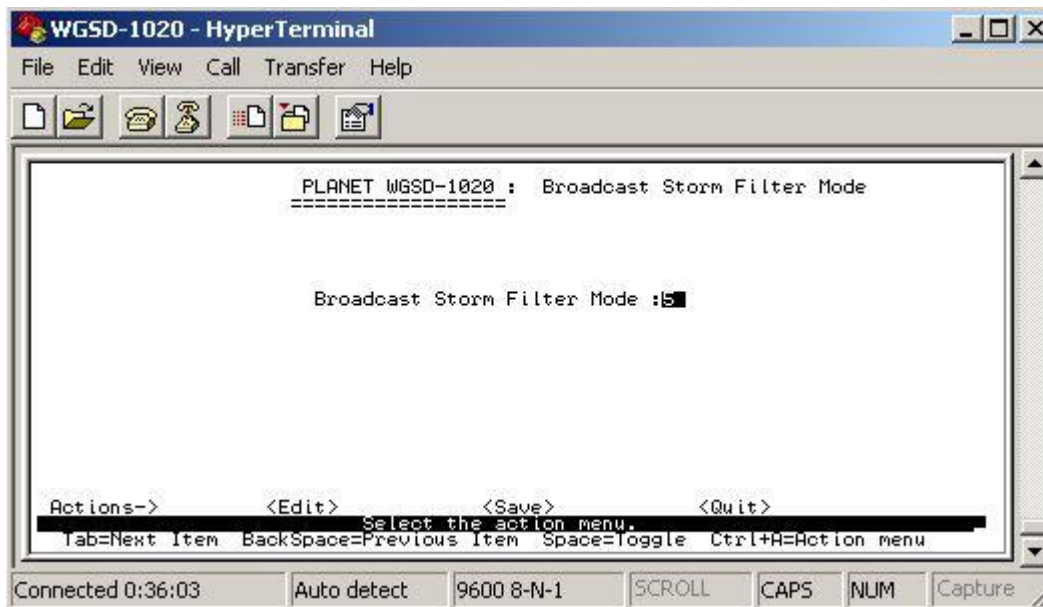 WGSD-1020 - HyperTerminal
File Edit View Call Transfer Help
PLANET WGSD-1020 : Broadcast Storm Filter Mode
==================
Broadcast Storm Filter Mode :5
Actions-> <Edit> <Save> <Quit>
Select the action menu.
Tab=Next Item BackSpace=Previous Item Space=Toggle Ctrl+A=Action menu
Connected 0:36:03 Auto detect 9600 8-N-1 SCROLL CAPS NUM Capture